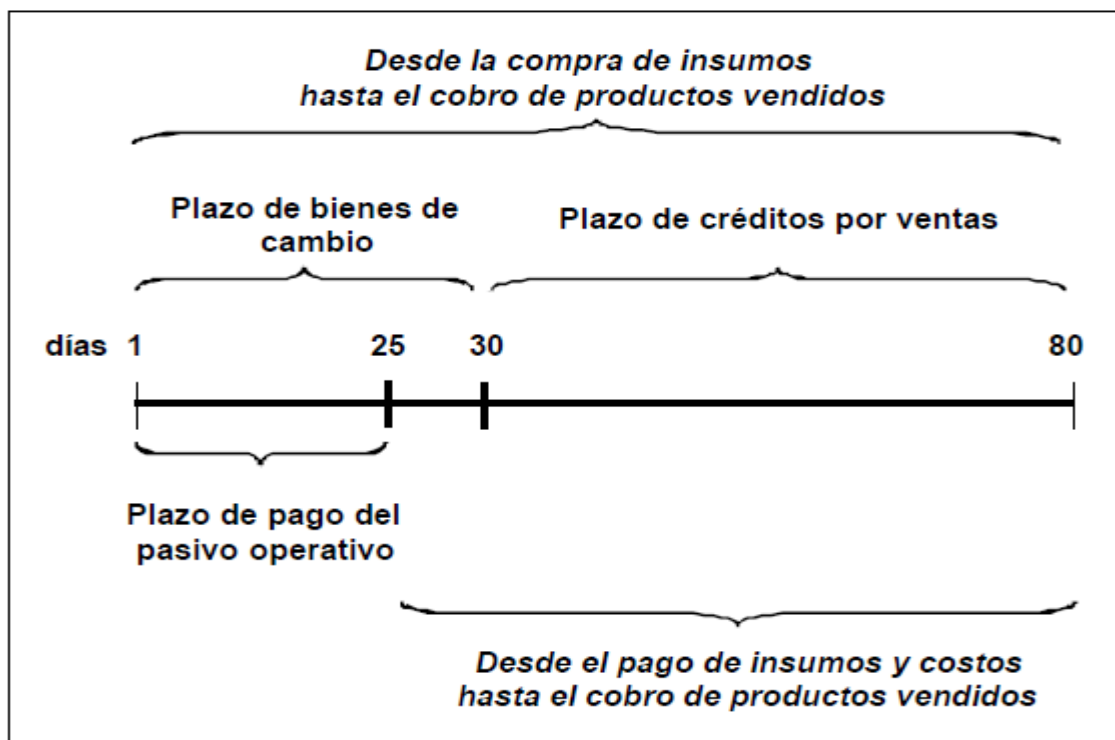 Desde la compra de insumos
hasta el cobro de productos vendidos
Plazo de bienes de
cambio
Plazo de créditos por ventas
días 1 25 30 80
Plazo de pago del
pasivo operativo
Desde el pago de insumos y costos
hasta el cobro de productos vendidos